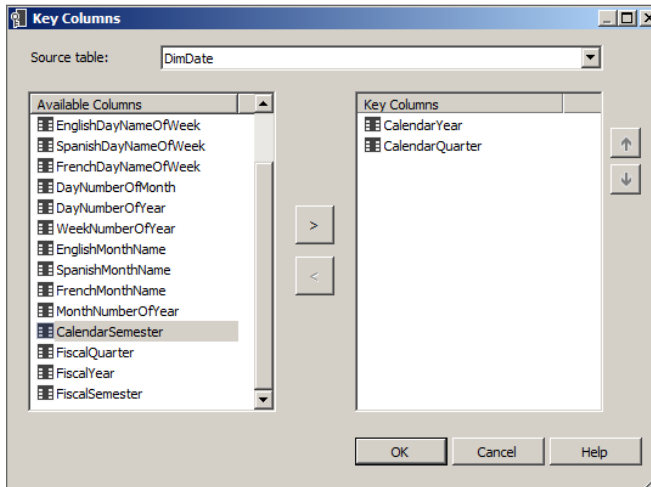 Key Columns
Source table:
DimDate
Available Columns
EnglishDayNameOfWeek
SpanishDayNameOfWeek
FrenchDayNameOfWeek
DayNumberOfMonth
DayNumberOfYear
WeekNumberOfYear
EnglishMonthName
SpanishMonthName
FrenchMonthName
MonthNumberOfYear
CalendarSemester
FiscalQuarter
FiscalYear
FiscalSemester
>
<
Key Columns
CalendarYear
CalendarQuarter
OK
Cancel
Help